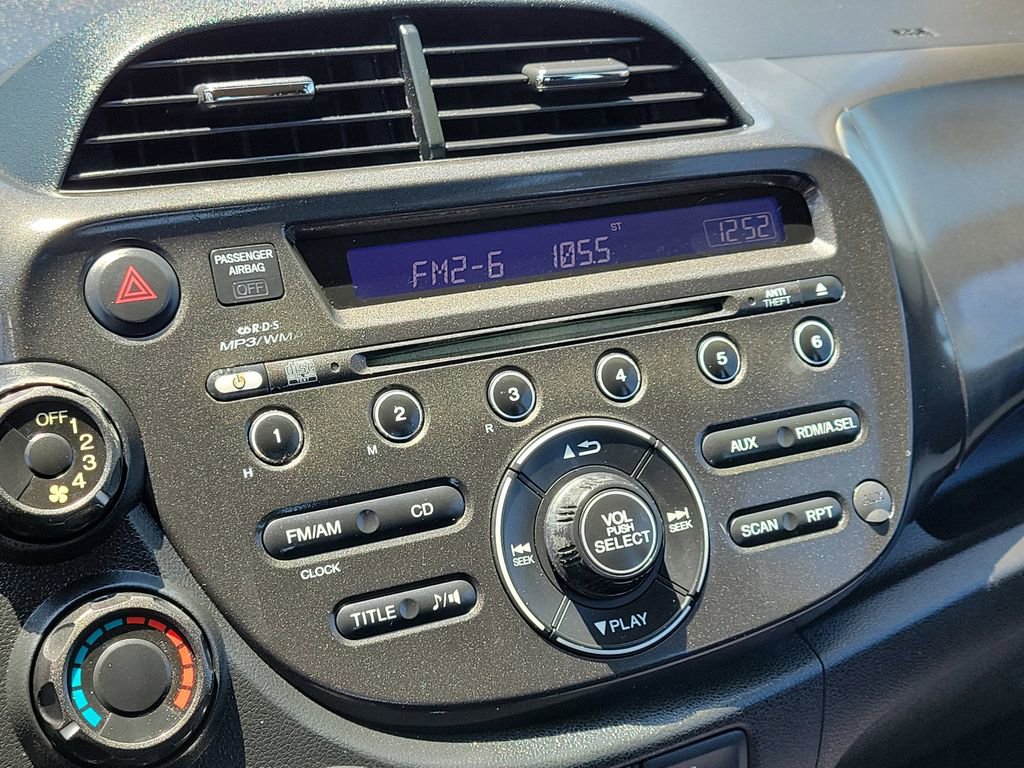 PASSENGER
AIRBAG
OFF
FM2-6 105.5 ST 12:52
R·D·S
MP3/WMA
ANTI
THEFT
1 2 3 4 5 6
H M R
OFF
1
2
3
4
FM/AM CD
CLOCK
TITLE
SEEK
VOL
PUSH
SELECT
SEEK
PLAY
AUX RDM/A.SEL
SCAN RPT
AUX